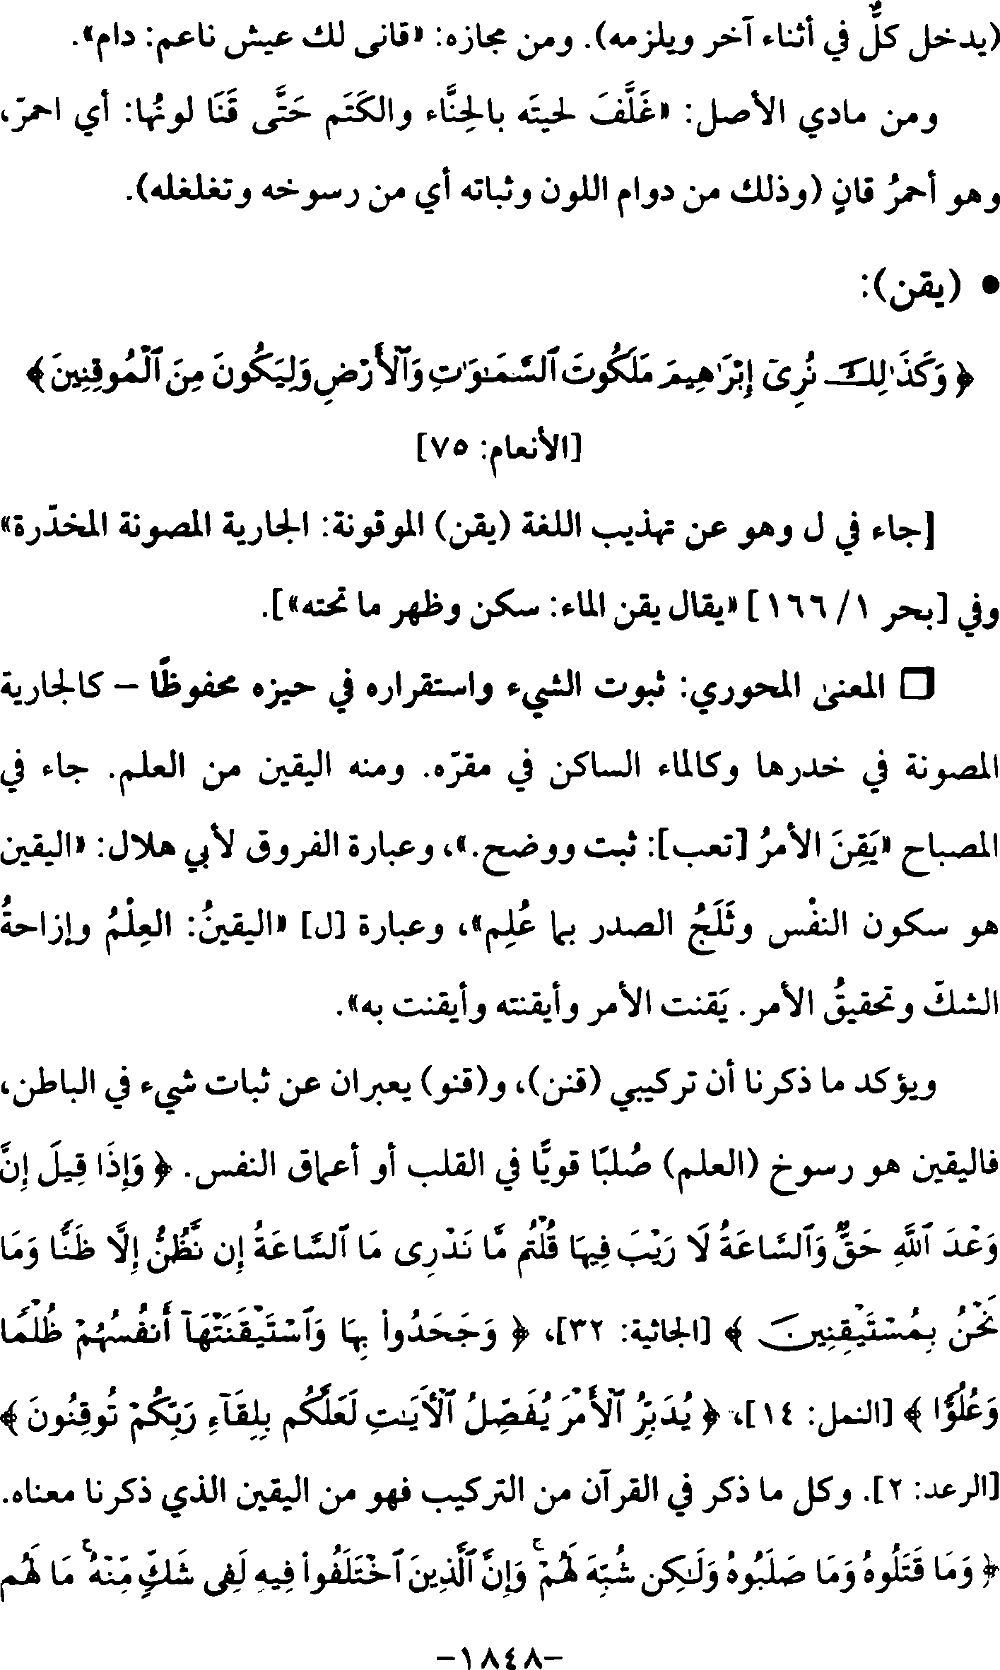 (يدخل كلٌّ في أثناء آخر ويلزمه). ومن مجازه: «قانى لك عيش ناعم: دام».
ومن مادي الأصل: «غَلَّفَ لحيتَه بالحِنَّاء والكَتَم حَتَّى قَنَا لونُها: أي احمرّ،
وهو أحمرُ قانٍ (وذلك من دوام اللون وثباته أي من رسوخه وتغلغله).
• (يقن):
﴿ وَكَذَٰلِكَ نُرِىٓ إِبْرَٰهِيمَ مَلَكُوتَ ٱلسَّمَٰوَٰتِ وَٱلْأَرْضِ وَلِيَكُونَ مِنَ ٱلْمُوقِنِينَ ﴾
[الأنعام: ٧٥]
[جاء في ل وهو عن تهذيب اللغة (يقن) الموقونة: الجارية المصونة المخدّرة»
وفي [بحر ١/ ١٦٦] «يقال يقن الماء: سكن وظهر ما تحته»].
□ المعنى المحوري: ثبوت الشيء واستقراره في حيزه محفوظًا – كالجارية
المصونة في خدرها وكالماء الساكن في مقرّه. ومنه اليقين من العلم. جاء في
المصباح «يَقِنَ الأمرُ [تعب]: ثبت ووضح.»، وعبارة الفروق لأبي هلال: «اليقين
هو سكون النفْس وثَلَجُ الصدر بما عُلِم»، وعبارة [ل] «اليقينُ: العِلْمُ وإزاحةُ
الشكّ وتحقيقُ الأمر. يَقنت الأمر وأيقنته وأيقنت به».
ويؤكد ما ذكرنا أن تركيبي (قنن)، و(قنو) يعبران عن ثبات شيء في الباطن،
فاليقين هو رسوخ (العلم) صُلبًا قويًّا في القلب أو أعماق النفس. ﴿ وَإِذَا قِيلَ إِنَّ
وَعْدَ ٱللَّهِ حَقٌّ وَٱلسَّاعَةُ لَا رَيْبَ فِيهَا قُلْتُم مَّا نَدْرِى مَا ٱلسَّاعَةُ إِن نَّظُنُّ إِلَّا ظَنًّا وَمَا
نَحْنُ بِمُسْتَيْقِنِينَ ﴾ [الجاثية: ٣٢]، ﴿ وَجَحَدُوا۟ بِهَا وَٱسْتَيْقَنَتْهَآ أَنفُسُهُمْ ظُلْمًا
وَعُلُوًّا ﴾ [النمل: ١٤]، ﴿ يُدَبِّرُ ٱلْأَمْرَ يُفَصِّلُ ٱلْأَيَٰتِ لَعَلَّكُم بِلِقَآءِ رَبِّكُمْ تُوقِنُونَ ﴾
[الرعد: ٢]. وكل ما ذكر في القرآن من التركيب فهو من اليقين الذي ذكرنا معناه.
﴿ وَمَا قَتَلُوهُ وَمَا صَلَبُوهُ وَلَٰكِن شُبِّهَ لَهُمْ ۚ وَإِنَّ ٱلَّذِينَ ٱخْتَلَفُوا۟ فِيهِ لَفِى شَكٍّ مِّنْهُ ۚ مَا لَهُم
-١٨٤٨-